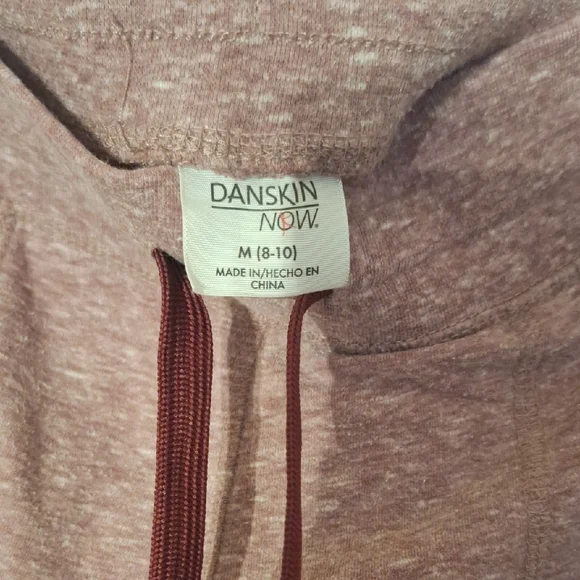 DANSKIN
NOW®
M (8-10)
MADE IN/HECHO EN
CHINA